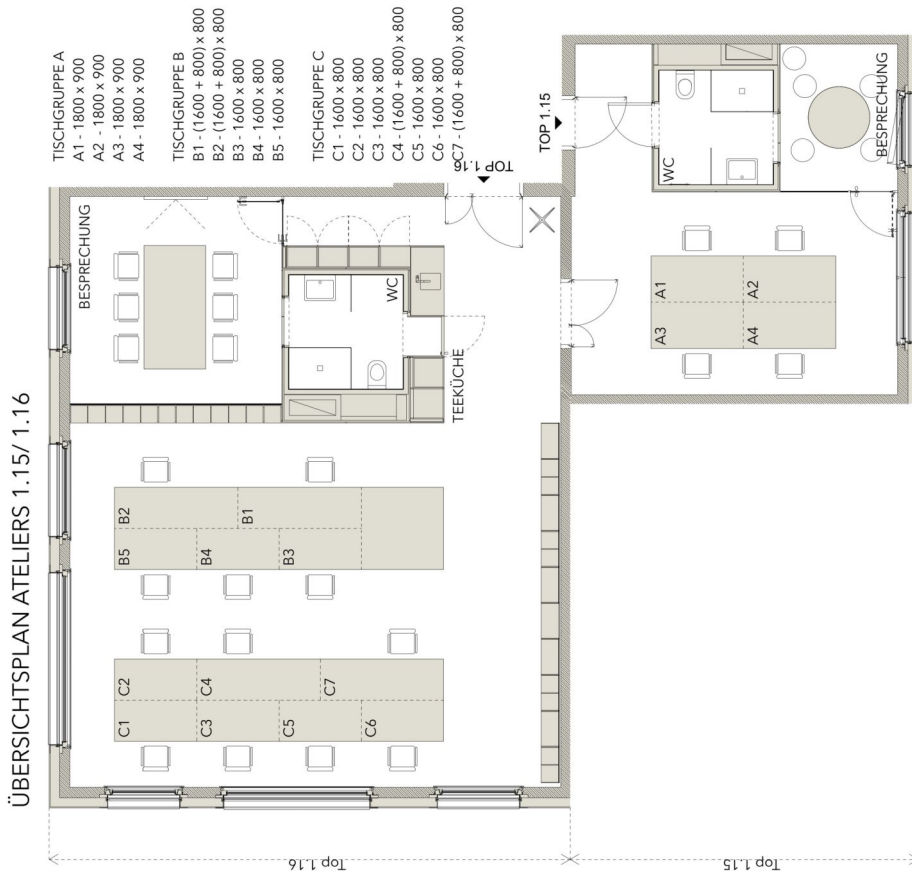 ÜBERSICHTSPLAN ATELIERS 1.15/ 1.16
TISCHGRUPPE A
A1 - 1800 x 900
A2 - 1800 x 900
A3 - 1800 x 900
A4 - 1800 x 900
TISCHGRUPPE B
B1 - (1600 + 800) x 800
B2 - (1600 + 800) x 800
B3 - 1600 x 800
B4 - 1600 x 800
B5 - 1600 x 800
TISCHGRUPPE C
C1 - 1600 x 800
C2 - 1600 x 800
C3 - 1600 x 800
C4 - (1600 + 800) x 800
C5 - 1600 x 800
C6 - 1600 x 800
C7 - (1600 + 800) x 800
BESPRECHUNG
WC
TEEKÜCHE
TOP 1.16
TOP 1.15
B2
B1
B5
B4
B3
C2
C4
C7
C1
C3
C5
C6
WC
BESPRECHUNG
A1
A2
A3
A4
Top 1.16
Top 1.15